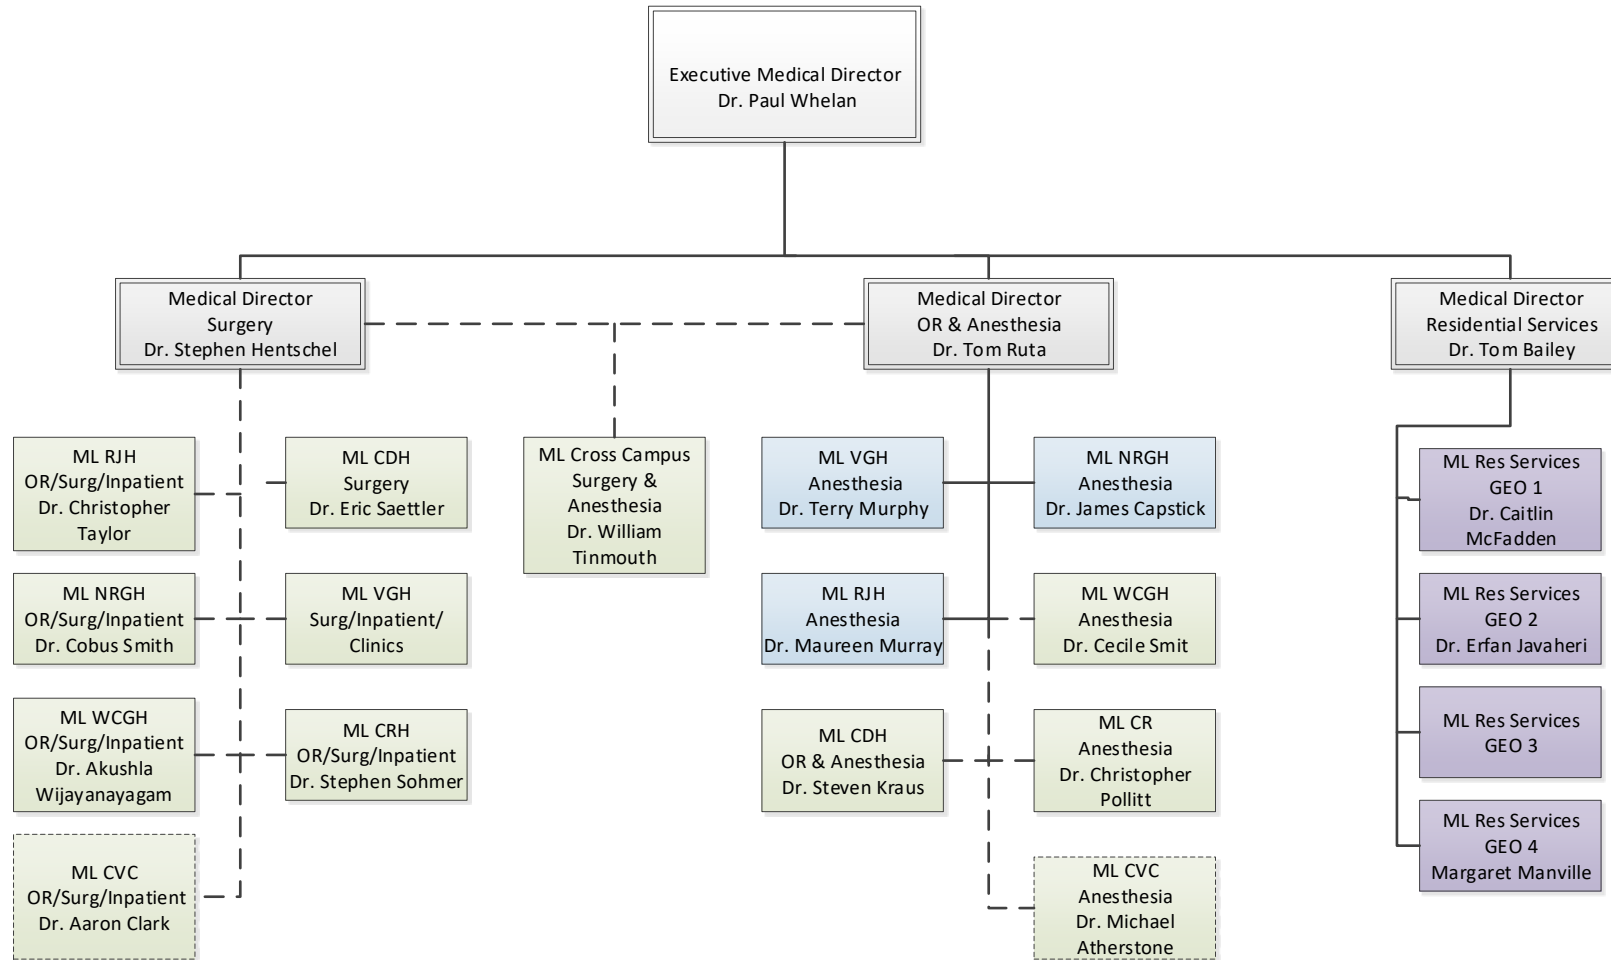 Executive Medical Director
Dr. Paul Whelan
Medical Director
Surgery
Dr. Stephen Hentschel
Medical Director
OR & Anesthesia
Dr. Tom Ruta
Medical Director
Residential Services
Dr. Tom Bailey
ML RJH
OR/Surg/Inpatient
Dr. Christopher
Taylor
ML CDH
Surgery
Dr. Eric Saettler
ML Cross Campus
Surgery &
Anesthesia
Dr. William
Tinmouth
ML VGH
Anesthesia
Dr. Terry Murphy
ML NRGH
Anesthesia
Dr. James Capstick
ML Res Services
GEO 1
Dr. Caitlin
McFadden
ML NRGH
OR/Surg/Inpatient
Dr. Cobus Smith
ML VGH
Surg/Inpatient/
Clinics
ML RJH
Anesthesia
Dr. Maureen Murray
ML WCGH
Anesthesia
Dr. Cecile Smit
ML Res Services
GEO 2
Dr. Erfan Javaheri
ML WCGH
OR/Surg/Inpatient
Dr. Akushla
Wijayanayagam
ML CRH
OR/Surg/Inpatient
Dr. Stephen Sohmer
ML CDH
OR & Anesthesia
Dr. Steven Kraus
ML CR
Anesthesia
Dr. Christopher
Pollitt
ML Res Services
GEO 3
ML CVC
OR/Surg/Inpatient
Dr. Aaron Clark
ML CVC
Anesthesia
Dr. Michael
Atherstone
ML Res Services
GEO 4
Margaret Manville